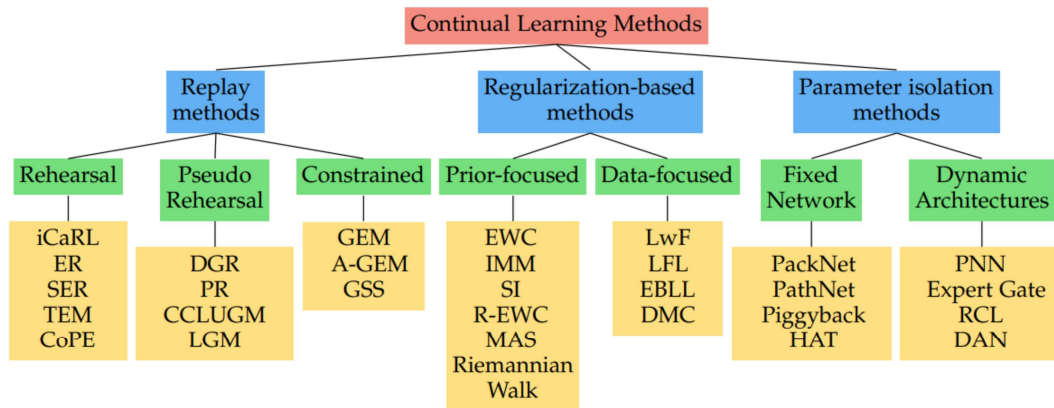 Continual Learning Methods
Replay
methods
Regularization-based
methods
Parameter isolation
methods
Rehearsal
Pseudo
Rehearsal
Constrained
Prior-focused
Data-focused
Fixed
Network
Dynamic
Architectures
iCaRL
ER
SER
TEM
CoPE
DGR
PR
CCLUGM
LGM
GEM
A-GEM
GSS
EWC
IMM
SI
R-EWC
MAS
Riemannian
Walk
LwF
LFL
EBLL
DMC
PackNet
PathNet
Piggyback
HAT
PNN
Expert Gate
RCL
DAN